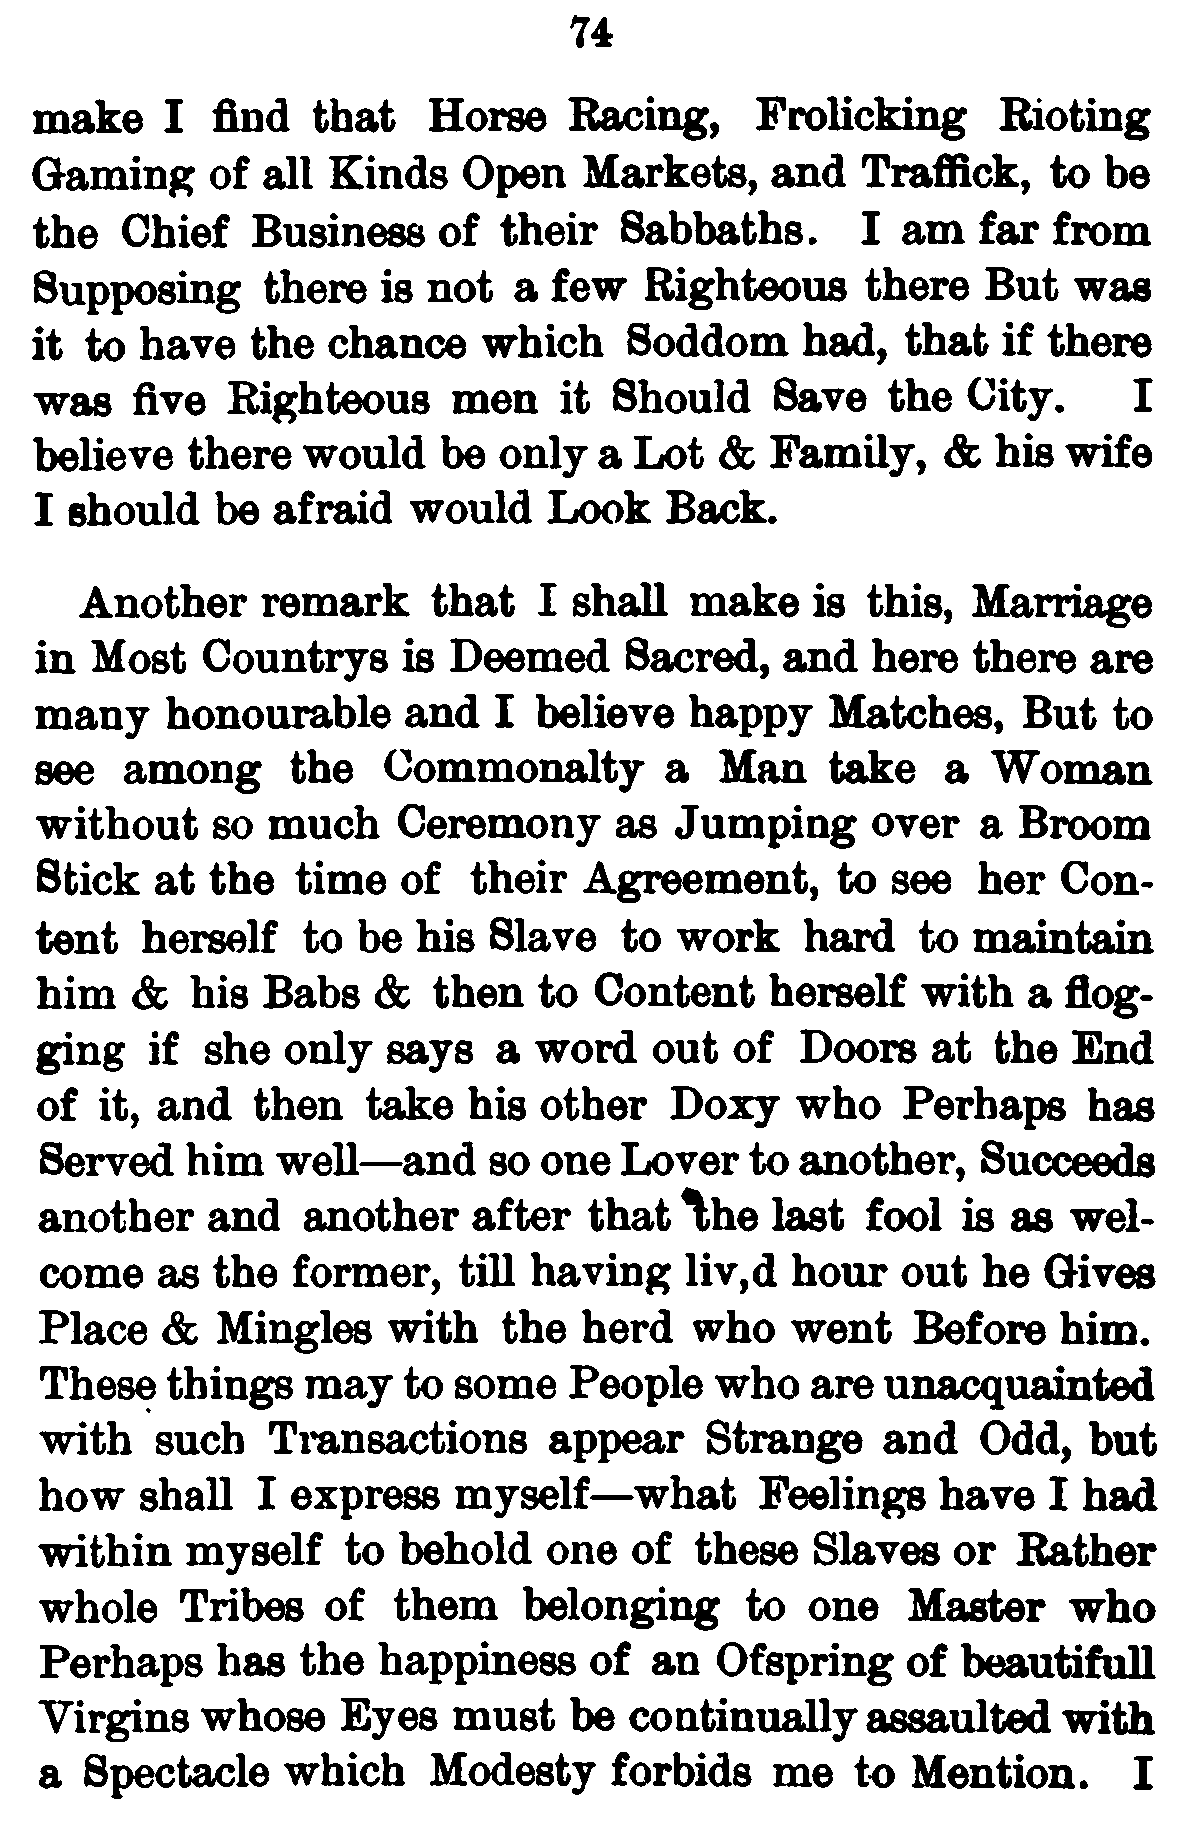 74
make I find that Horse Racing, Frolicking Rioting
Gaming of all Kinds Open Markets, and Traffick, to be
the Chief Business of their Sabbaths. I am far from
Supposing there is not a few Righteous there But was
it to have the chance which Soddom had, that if there
was five Righteous men it Should Save the City. I
believe there would be only a Lot & Family, & his wife
I should be afraid would Look Back.
Another remark that I shall make is this, Marriage
in Most Countrys is Deemed Sacred, and here there are
many honourable and I believe happy Matches, But to
see among the Commonalty a Man take a Woman
without so much Ceremony as Jumping over a Broom
Stick at the time of their Agreement, to see her Con-
tent herself to be his Slave to work hard to maintain
him & his Babs & then to Content herself with a flog-
ging if she only says a word out of Doors at the End
of it, and then take his other Doxy who Perhaps has
Served him well—and so one Lover to another, Succeeds
another and another after that the last fool is as wel-
come as the former, till having liv,d hour out he Gives
Place & Mingles with the herd who went Before him.
These things may to some People who are unacquainted
with such Transactions appear Strange and Odd, but
how shall I express myself—what Feelings have I had
within myself to behold one of these Slaves or Rather
whole Tribes of them belonging to one Master who
Perhaps has the happiness of an Ofspring of beautifull
Virgins whose Eyes must be continually assaulted with
a Spectacle which Modesty forbids me to Mention. I